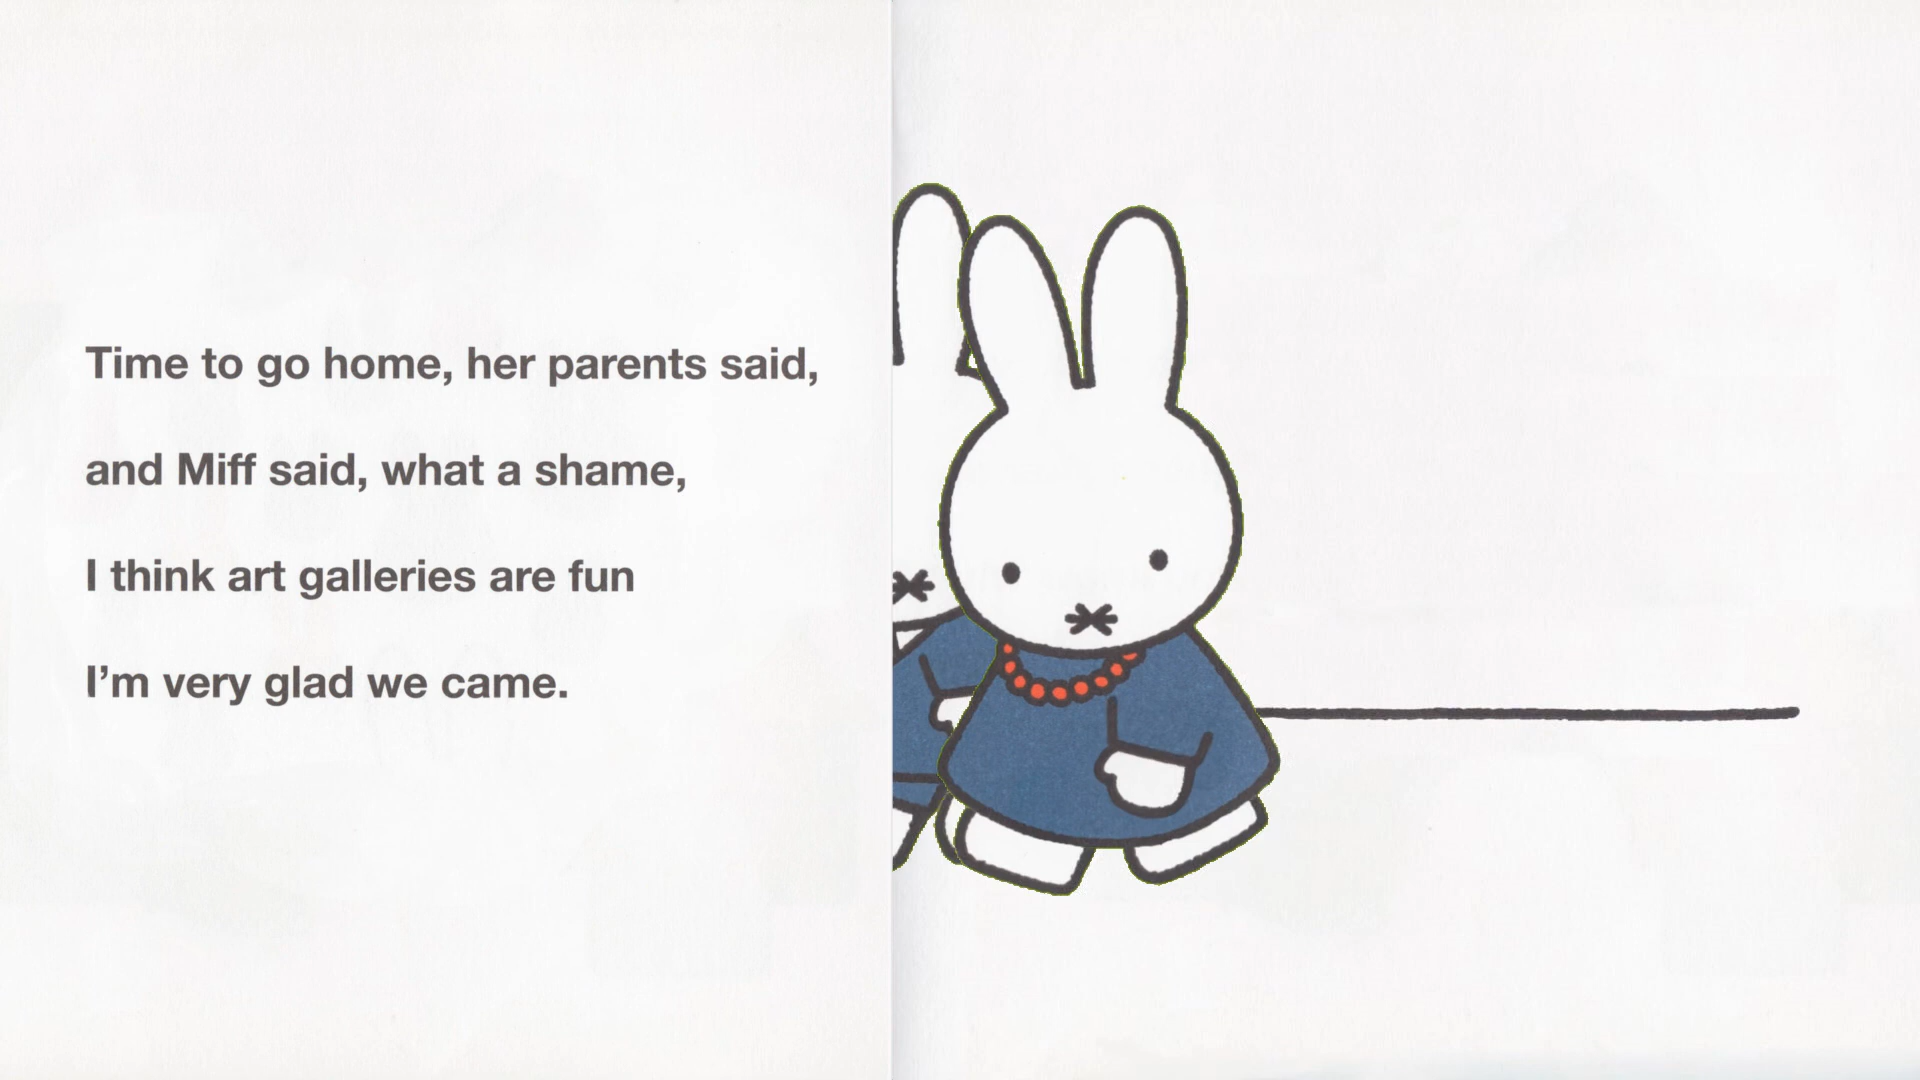 Time to go home, her parents said,
and Miff said, what a shame,
I think art galleries are fun
I’m very glad we came.